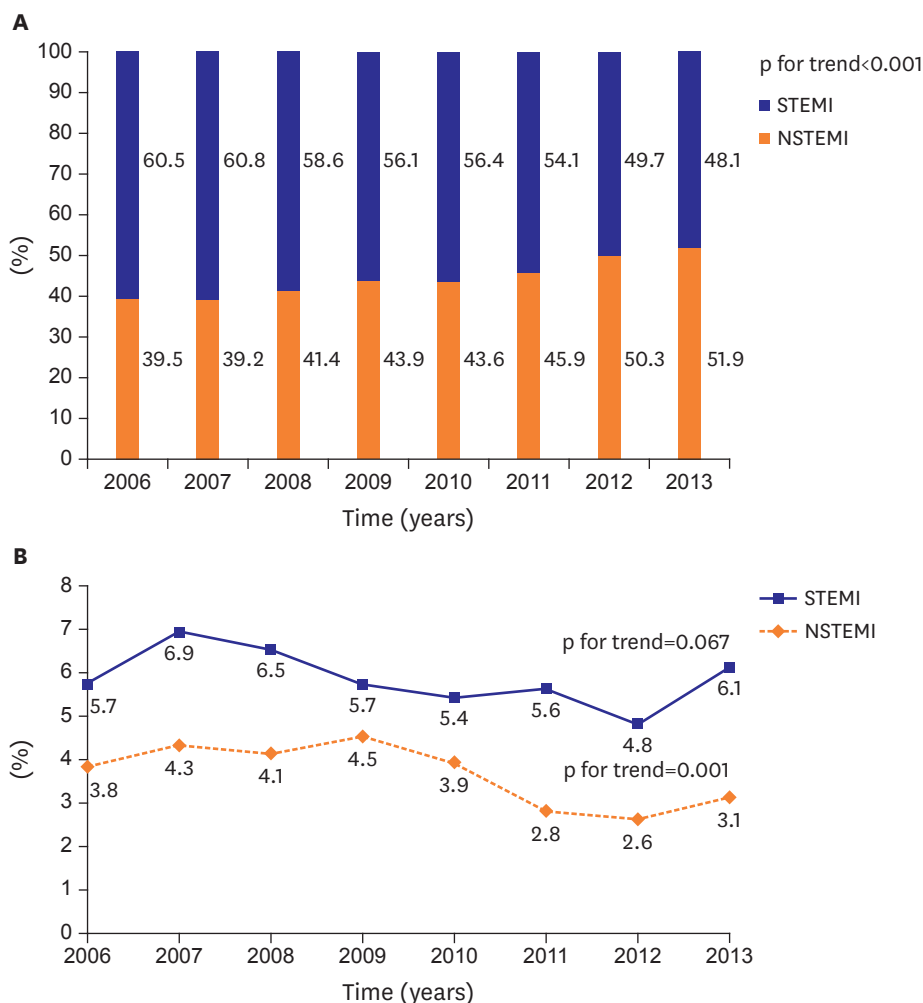 A
100
90
80
70
60
50
40
30
20
10
0
(%)
60.5 60.8 58.6 56.1 56.4 54.1 49.7 48.1
39.5 39.2 41.4 43.9 43.6 45.9 50.3 51.9
2006 2007 2008 2009 2010 2011 2012 2013
Time (years)
p for trend<0.001
STEMI
NSTEMI
B
8
7
6
5
4
3
2
1
0
(%)
5.7 6.9 6.5 5.7 5.4 5.6 4.8 6.1
p for trend=0.067
3.8 4.3 4.1 4.5 3.9 2.8 2.6 3.1
p for trend=0.001
2006 2007 2008 2009 2010 2011 2012 2013
Time (years)
STEMI
NSTEMI